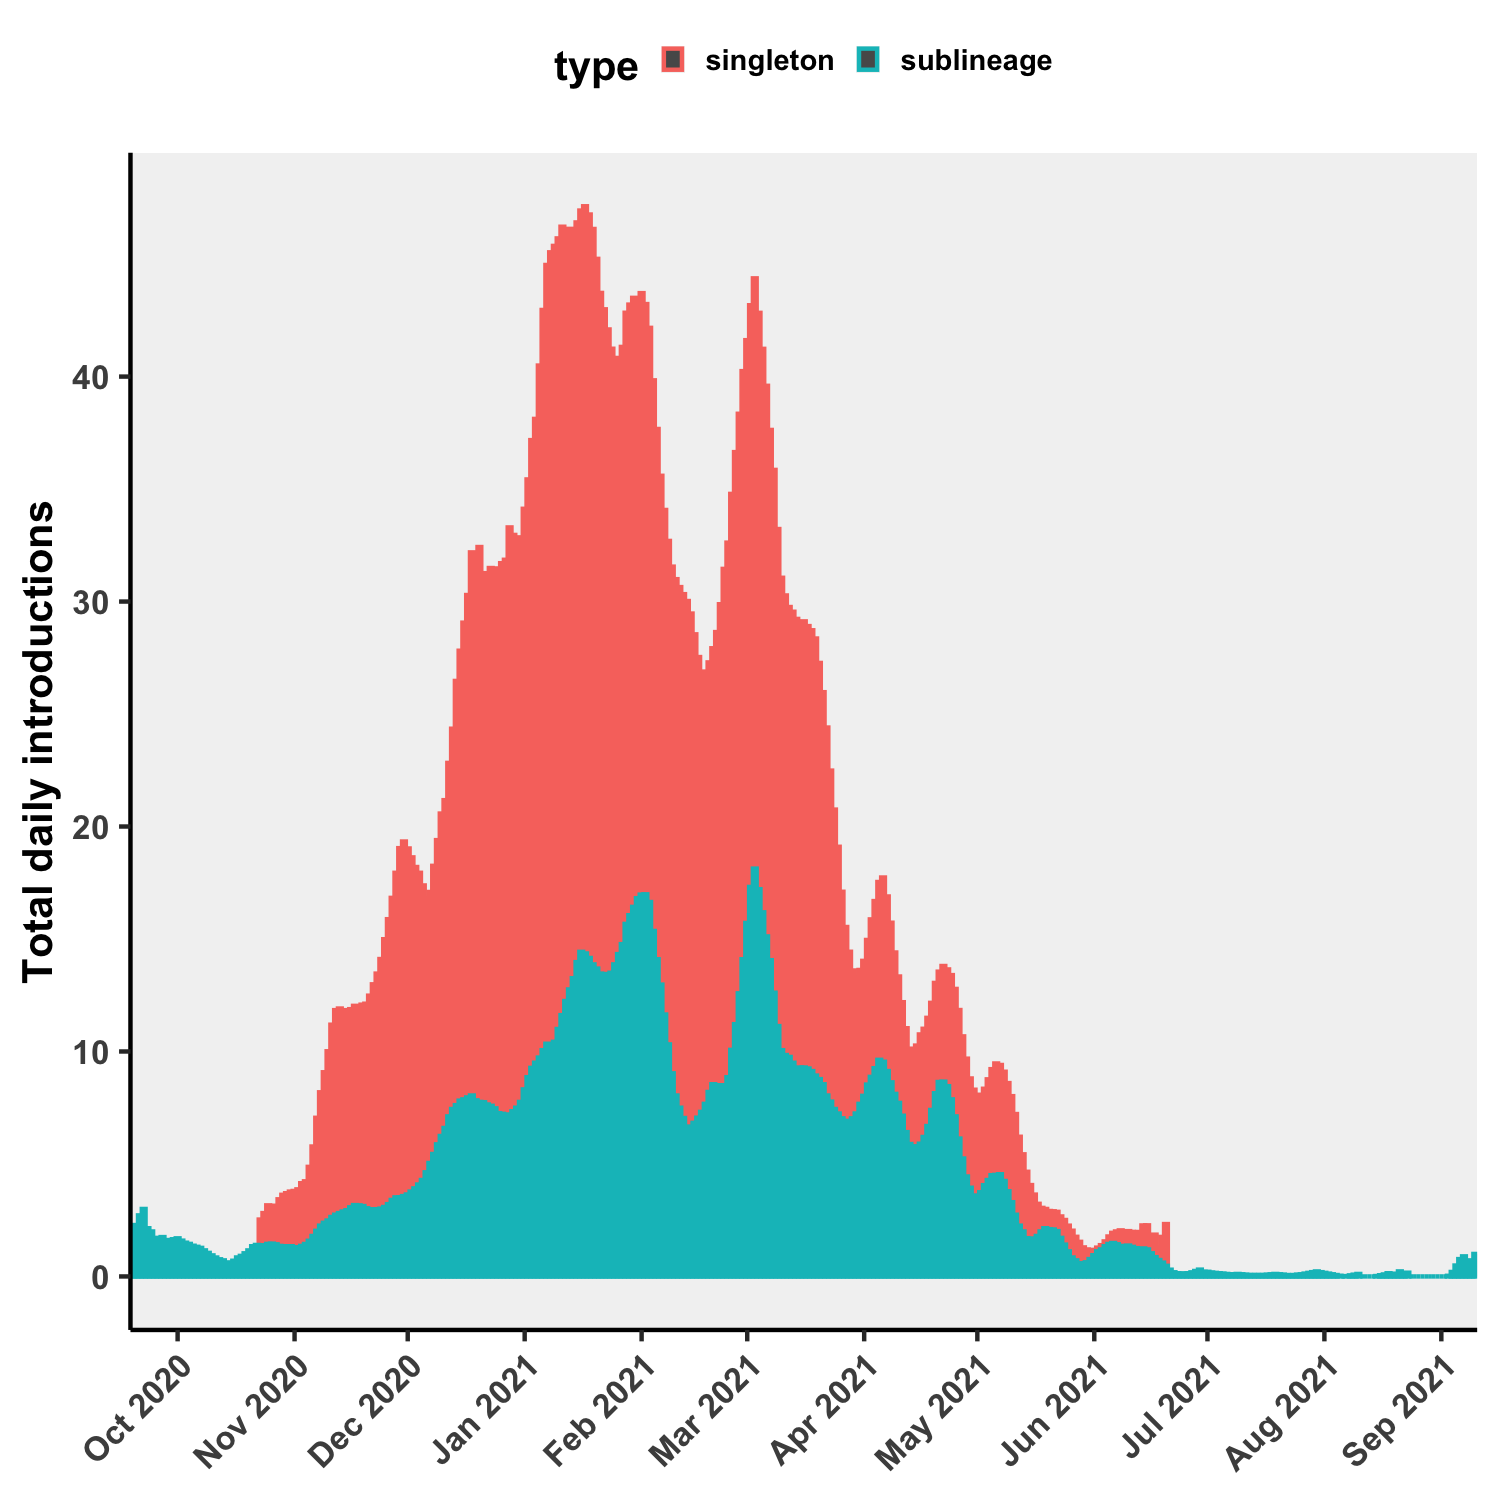 type singleton sublineage
Total daily introductions
40
30
20
10
0
Oct 2020
Nov 2020
Dec 2020
Jan 2021
Feb 2021
Mar 2021
Apr 2021
May 2021
Jun 2021
Jul 2021
Aug 2021
Sep 2021